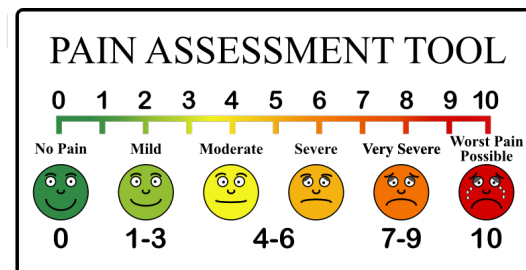 PAIN ASSESSMENT TOOL
0 1 2 3 4 5 6 7 8 9 10
No Pain Mild Moderate Severe Very Severe Worst Pain Possible
0 1-3 4-6 7-9 10